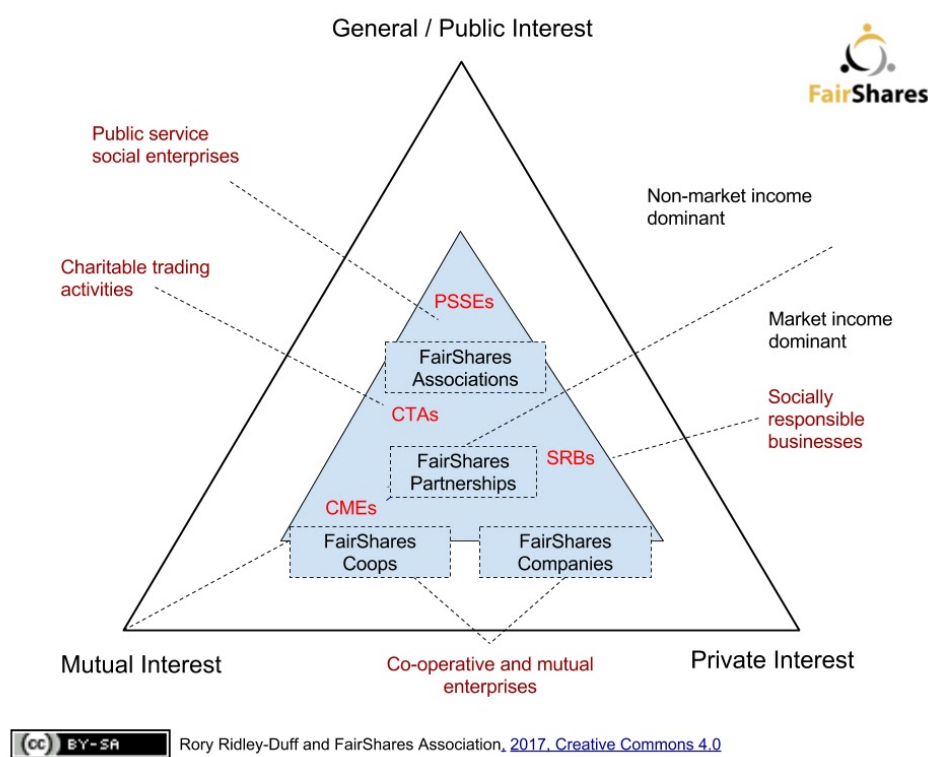 General / Public Interest
FairShares
Public service
social enterprises
Non-market income
dominant
Charitable trading
activities
PSSEs
Market income
dominant
FairShares
Associations
Socially
responsible
businesses
CTAs
FairShares
Partnerships
SRBs
CMEs
FairShares
Coops
FairShares
Companies
Mutual Interest
Co-operative and mutual
enterprises
Private Interest
(cc) BY-SA
Rory Ridley-Duff and FairShares Association, 2017, Creative Commons 4.0